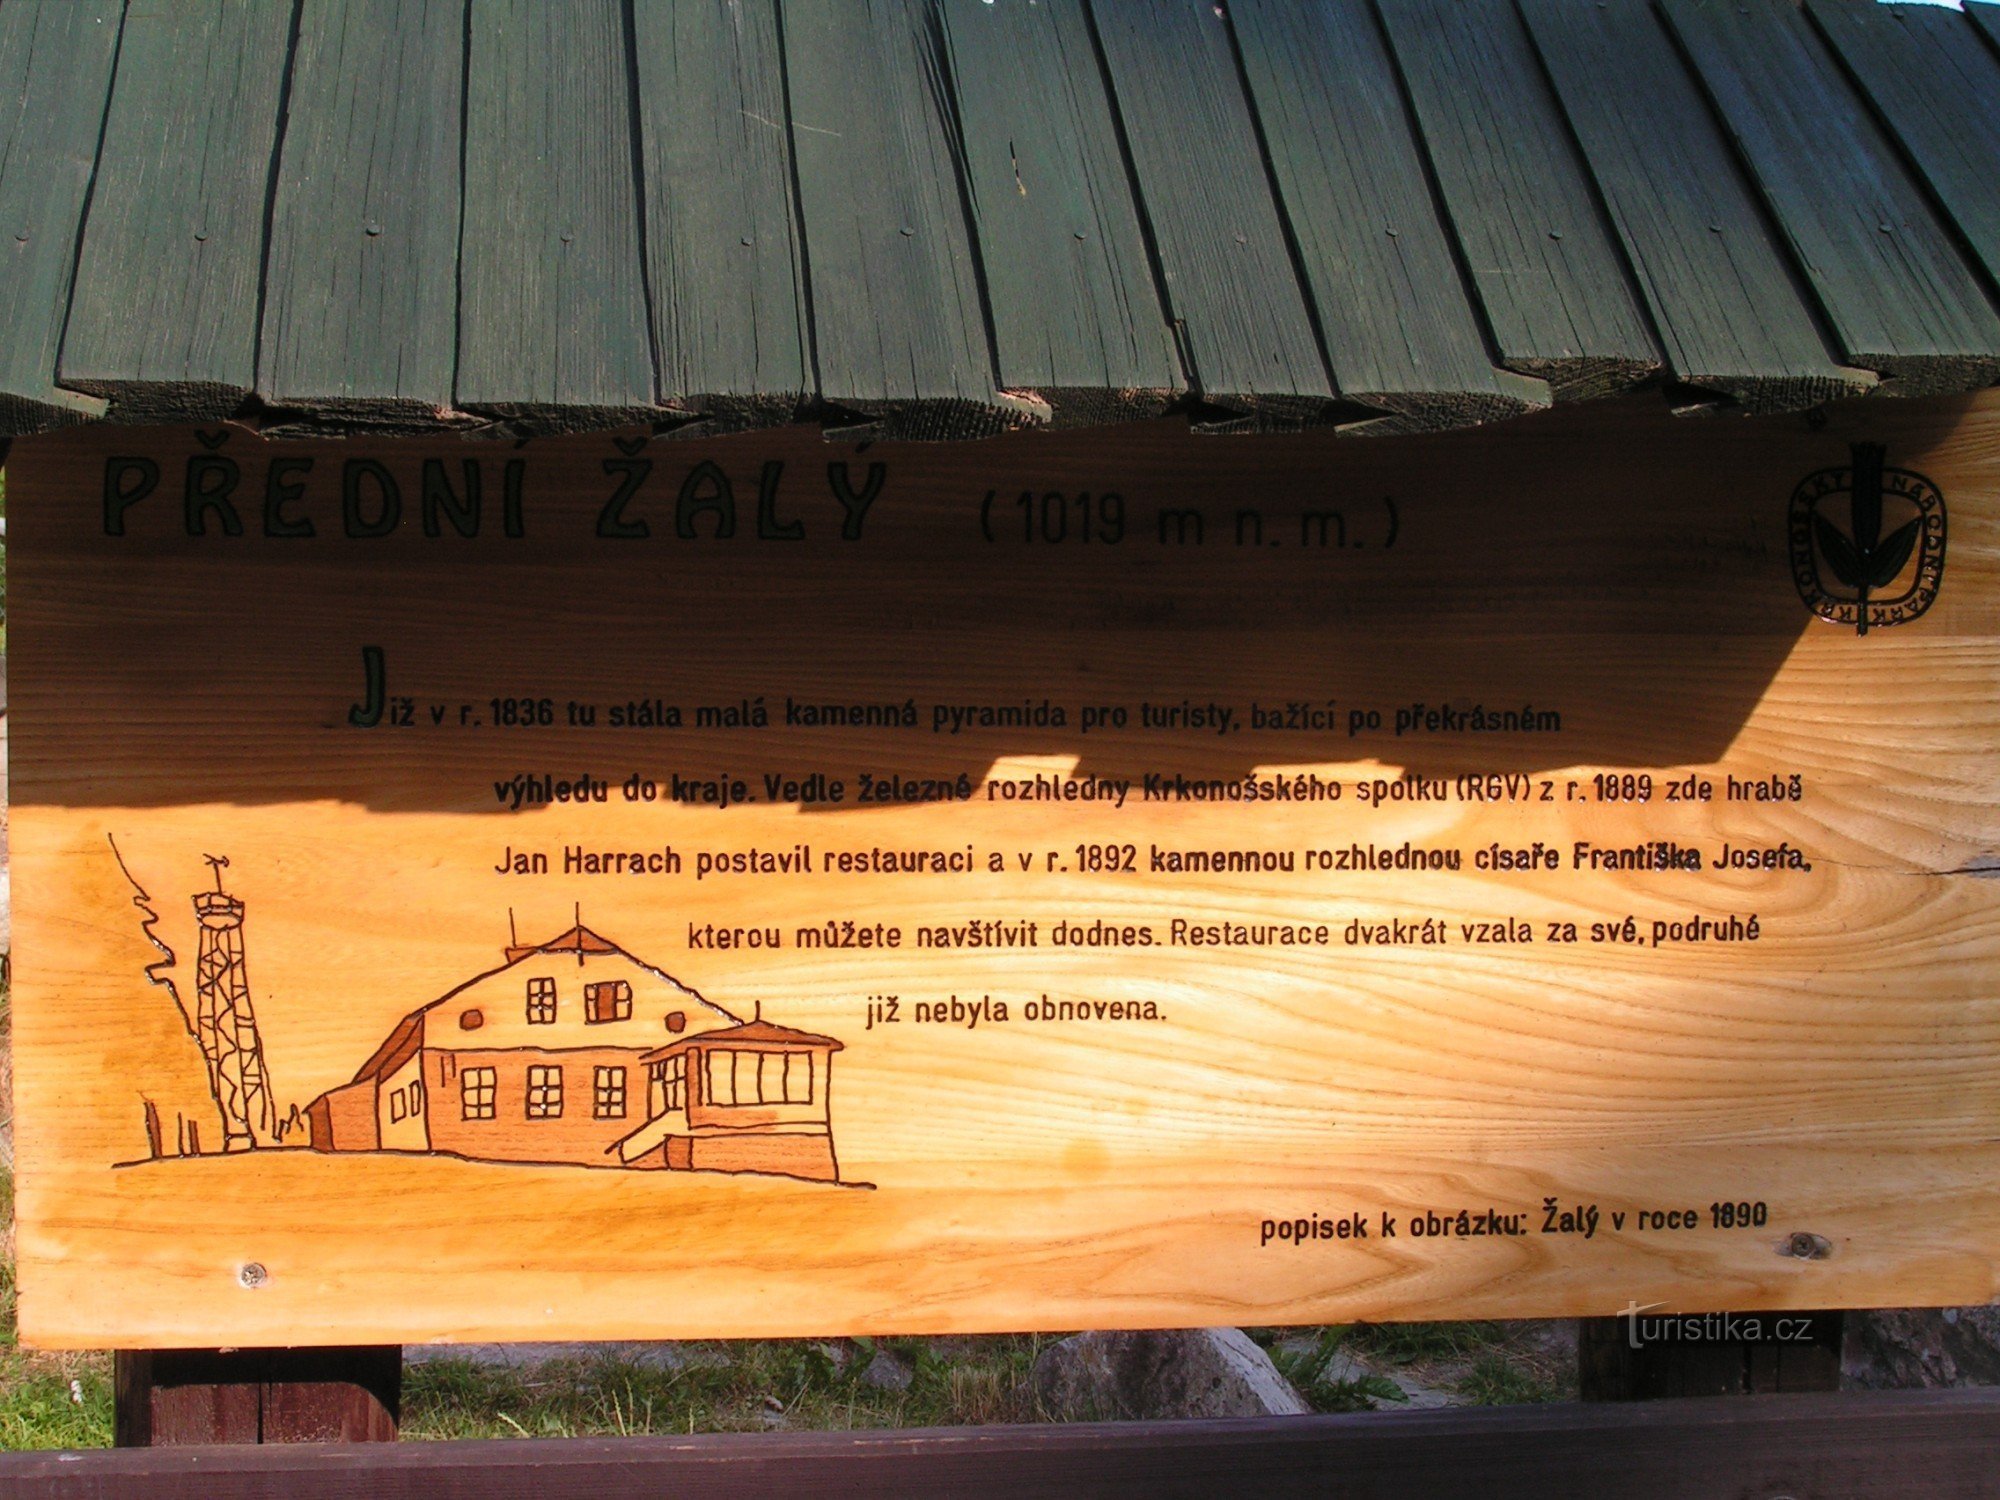 PŘEDNÍ ŽALÝ (1019 m n. m.)
KRKONOŠSKÝ NÁRODNÍ PARK
Již v r. 1836 tu stála malá kamenná pyramida pro turisty, bažící po překrásném
výhledu do kraje. Vedle železné rozhledny Krkonošského spolku (RGV) z r. 1889 zde hrabě
Jan Harrach postavil restauraci a v r. 1892 kamennou rozhlednou císaře Františka Josefa,
kterou můžete navštívit dodnes. Restaurace dvakrát vzala za své, podruhé
již nebyla obnovena.
popisek k obrázku: Žalý v roce 1890
Turistika.cz